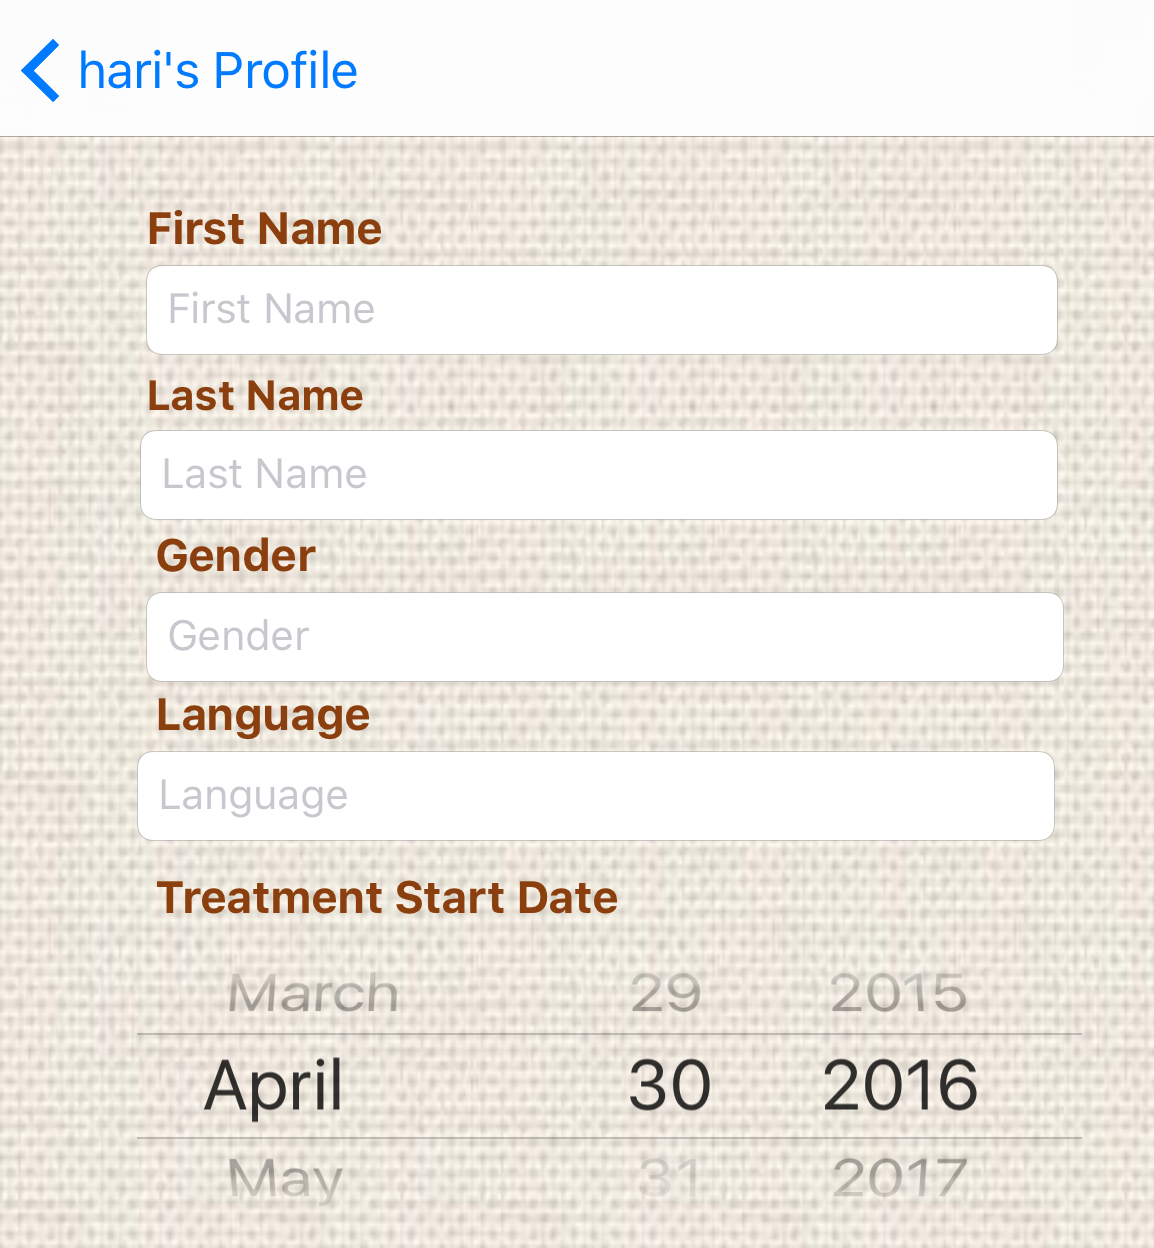 hari's Profile
First Name
First Name
Last Name
Last Name
Gender
Gender
Language
Language
Treatment Start Date
March 29 2015
April 30 2016
May 31 2017